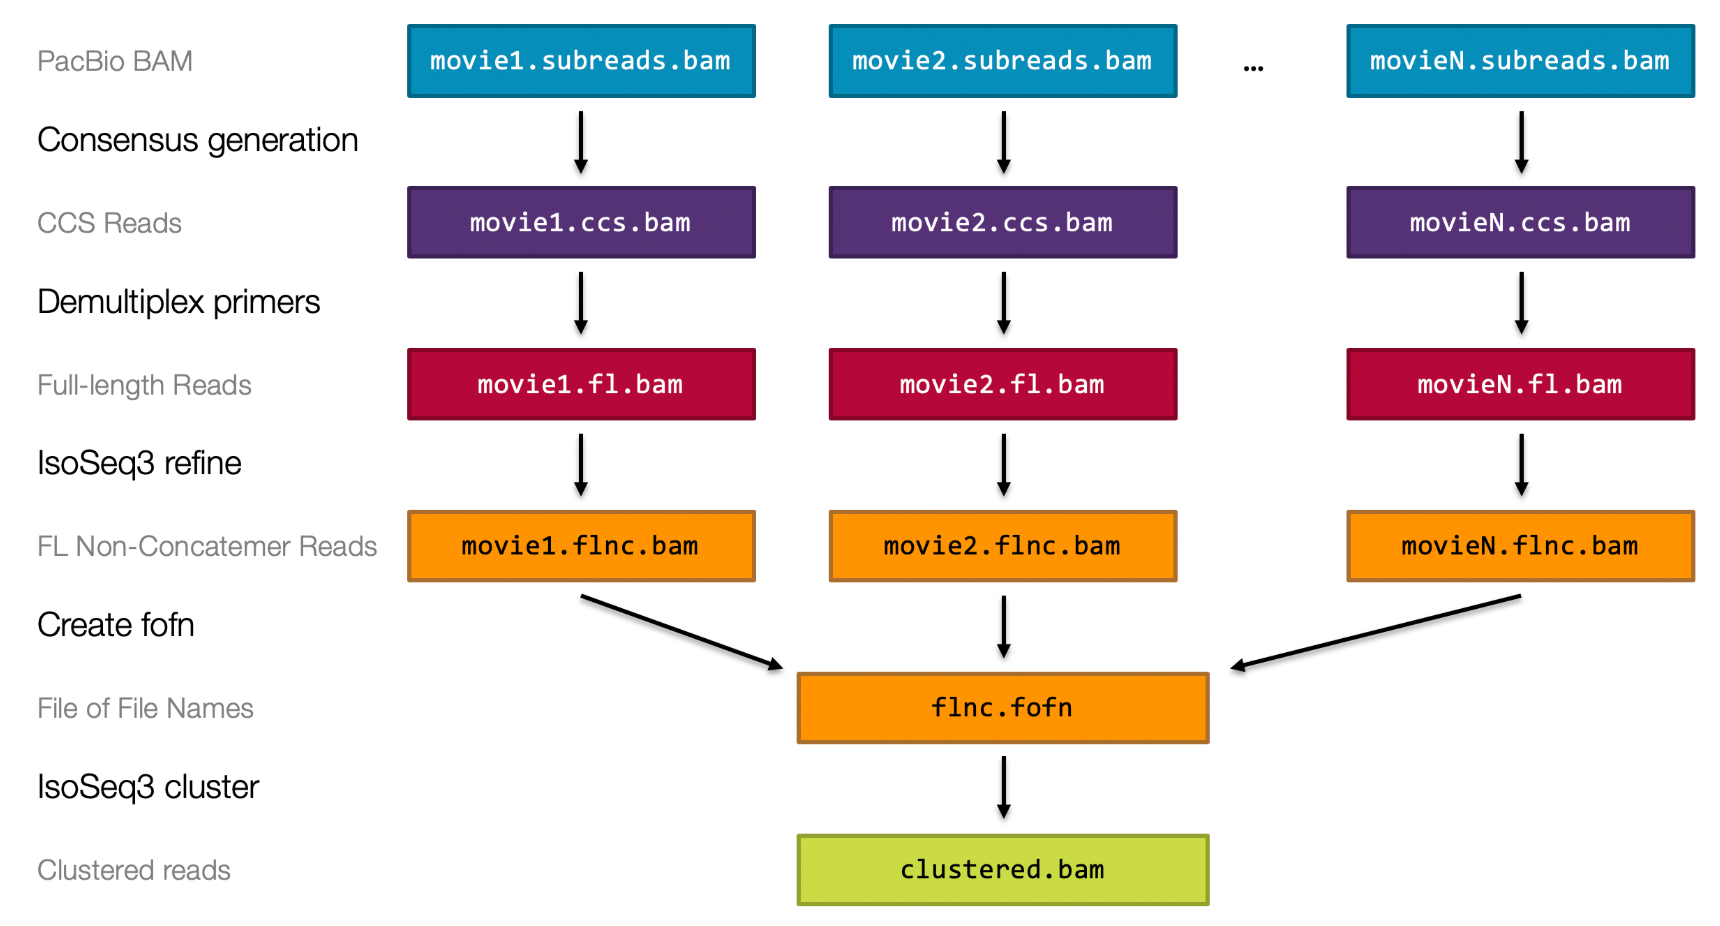 PacBio BAM
movie1.subreads.bam
movie2.subreads.bam
...
movieN.subreads.bam
Consensus generation
CCS Reads
movie1.ccs.bam
movie2.ccs.bam
movieN.ccs.bam
Demultiplex primers
Full-length Reads
movie1.fl.bam
movie2.fl.bam
movieN.fl.bam
IsoSeq3 refine
FL Non-Concatemer Reads
movie1.flnc.bam
movie2.flnc.bam
movieN.flnc.bam
Create fofn
File of File Names
flnc.fofn
IsoSeq3 cluster
Clustered reads
clustered.bam